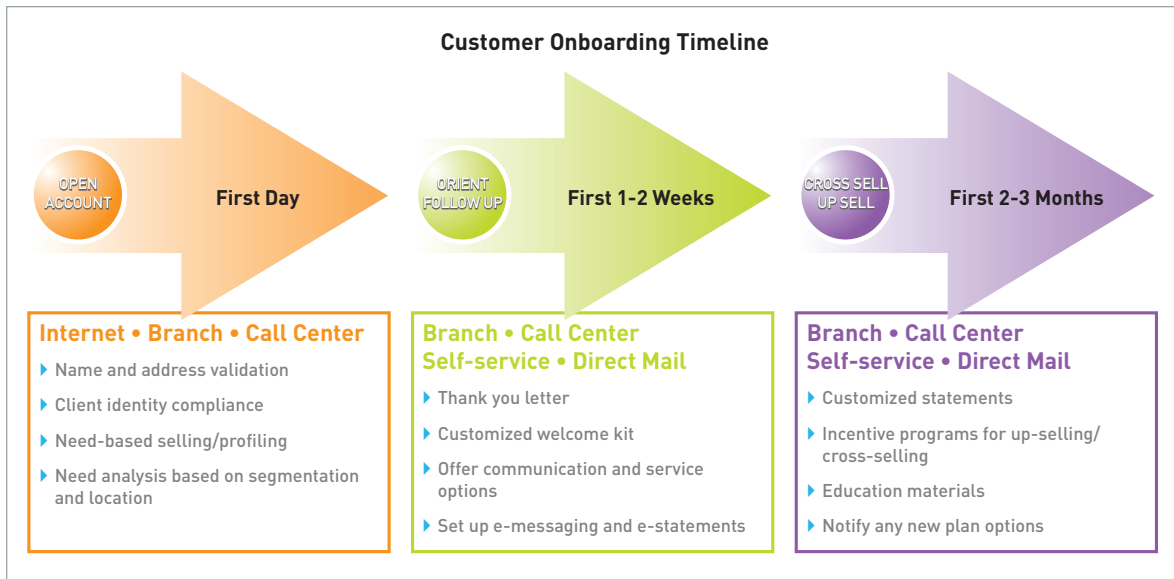 Customer Onboarding Timeline
OPEN
ACCOUNT
First Day
ORIENT
FOLLOW UP
First 1-2 Weeks
CROSS SELL
UP SELL
First 2-3 Months
Internet • Branch • Call Center
Name and address validation
Client identity compliance
Need-based selling/profiling
Need analysis based on segmentation
and location
Branch • Call Center
Self-service • Direct Mail
Thank you letter
Customized welcome kit
Offer communication and service
options
Set up e-messaging and e-statements
Branch • Call Center
Self-service • Direct Mail
Customized statements
Incentive programs for up-selling/
cross-selling
Education materials
Notify any new plan options